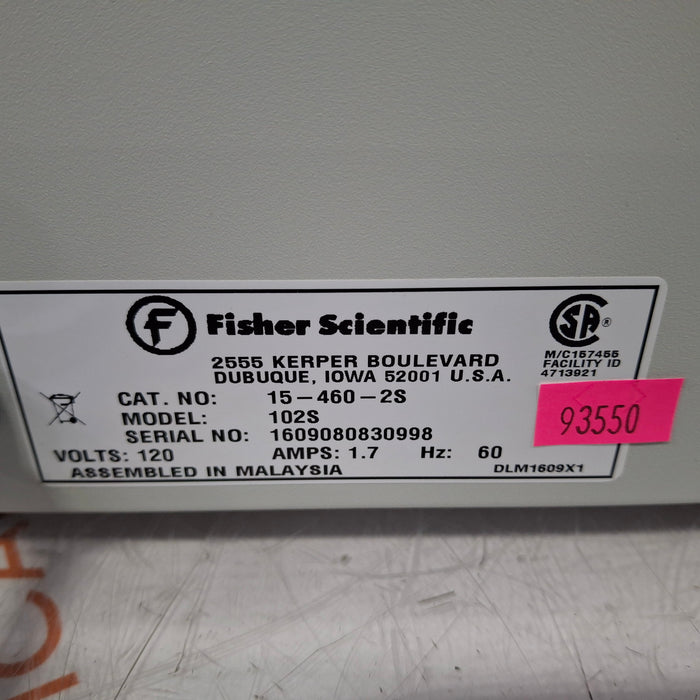 F Fisher Scientific
CSA®
2555 KERPER BOULEVARD
DUBUQUE, IOWA 52001 U.S.A.
M/C157455
FACILITY ID
4713921
CAT. NO: 15-460-2S
MODEL: 102S
SERIAL NO: 1609080830998
VOLTS: 120 AMPS: 1.7 Hz: 60
ASSEMBLED IN MALAYSIA DLM1609X1
93550